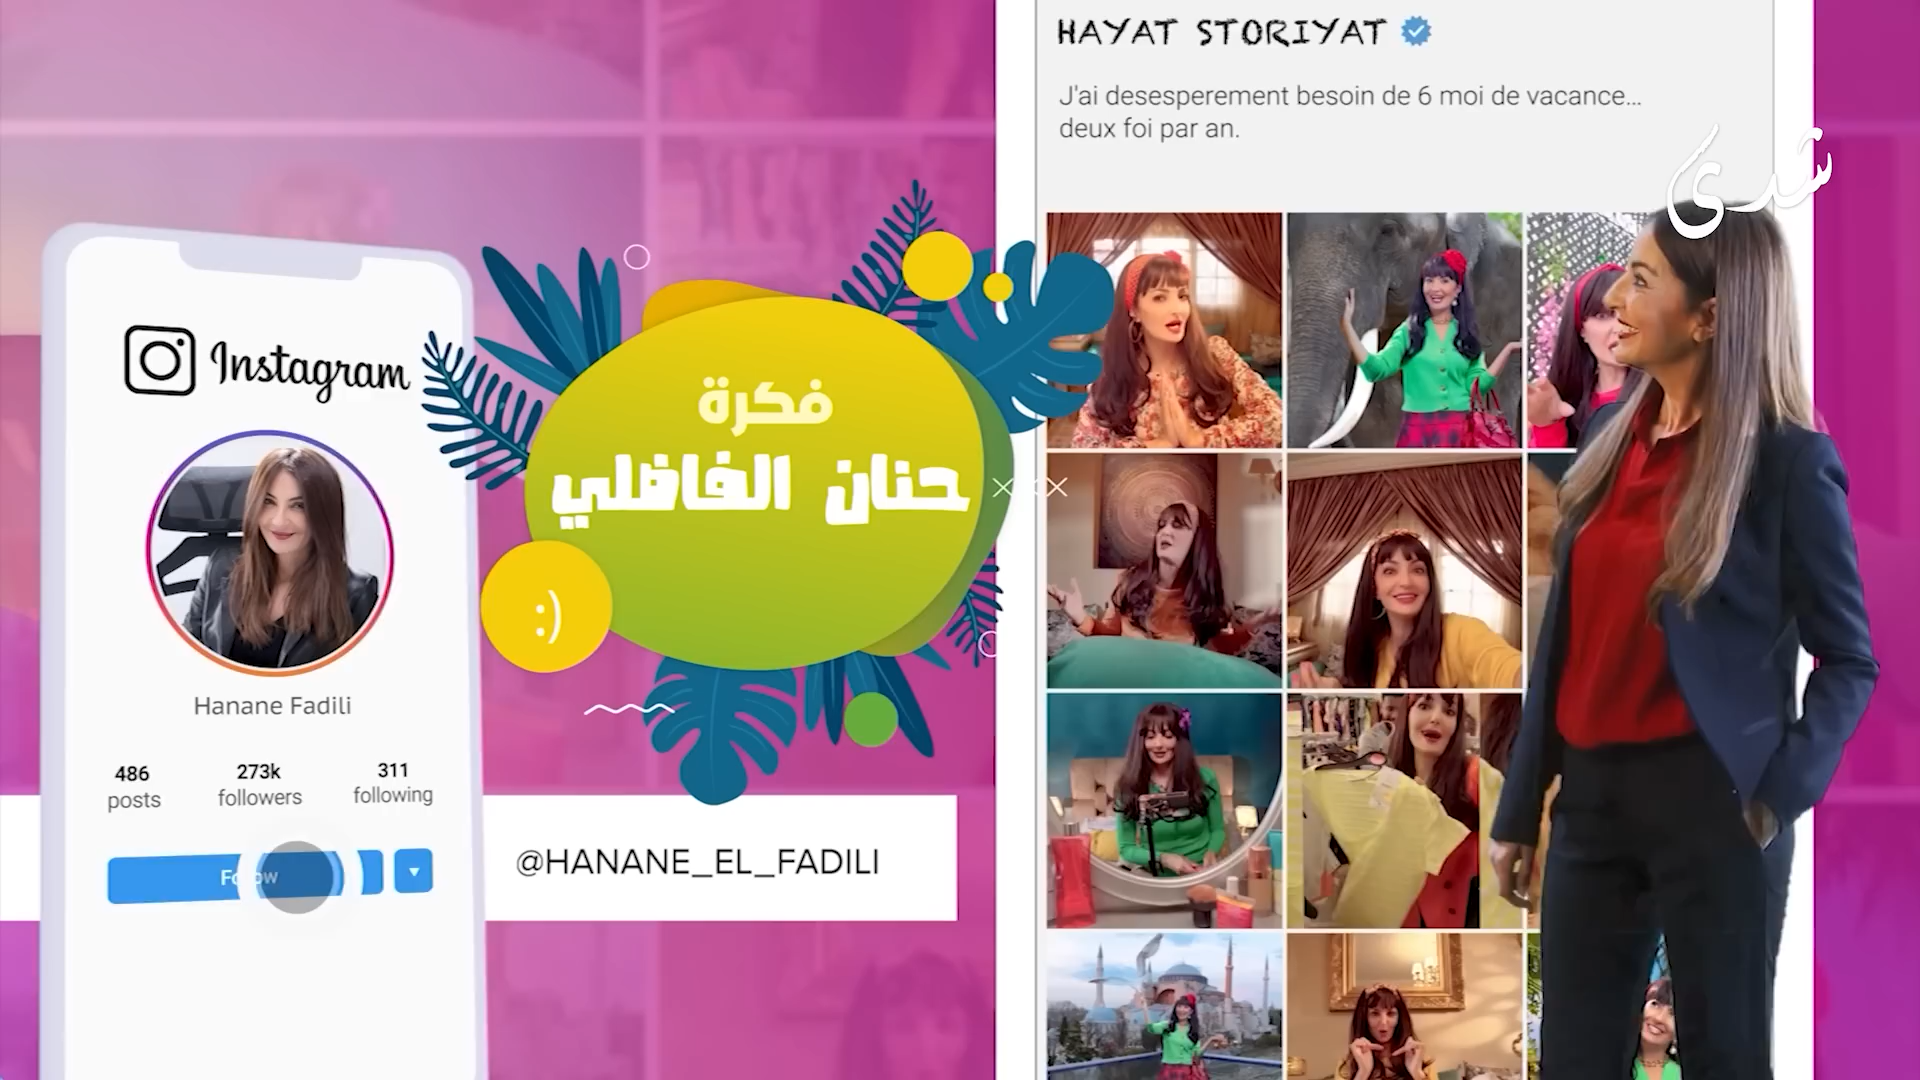 HAYAT STORIYAT
J'ai desesperement besoin de 6 moi de vacance...
deux foi par an.
شدى
Instagram
فكرة
حنان الفاضلي
:)
Hanane Fadili
486
posts
273k
followers
311
following
Follow
@HANANE_EL_FADILI